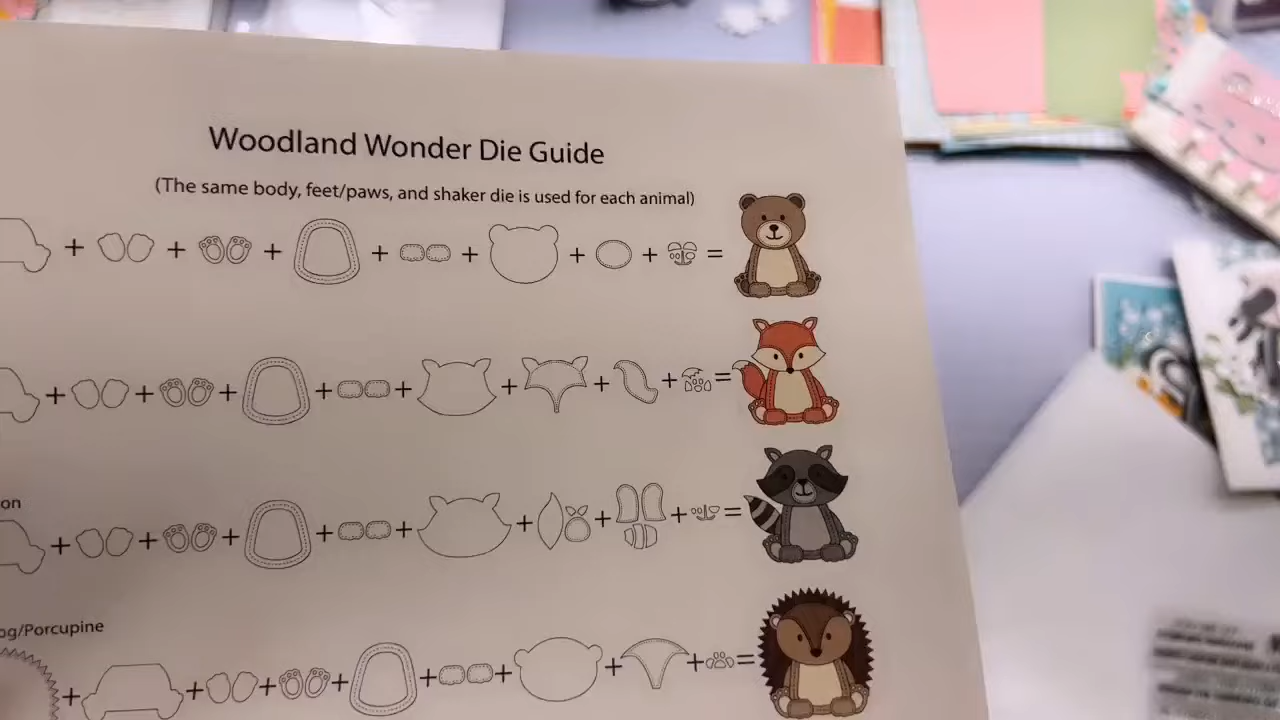 Woodland Wonder Die Guide
(The same body, feet/paws, and shaker die is used for each animal)
+ + + + + + + =
+ + + + + + + + =
on
+ + + + + + + + =
og/Porcupine
+ + + + + + + + =